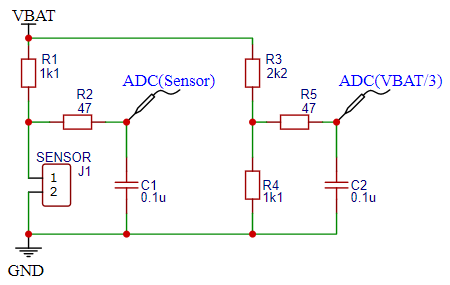 VBAT
R1
1k1
R2
47
ADC(Sensor)
R3
2k2
R5
47
ADC(VBAT/3)
SENSOR
J1
1
2
C1
0.1u
R4
1k1
C2
0.1u
GND